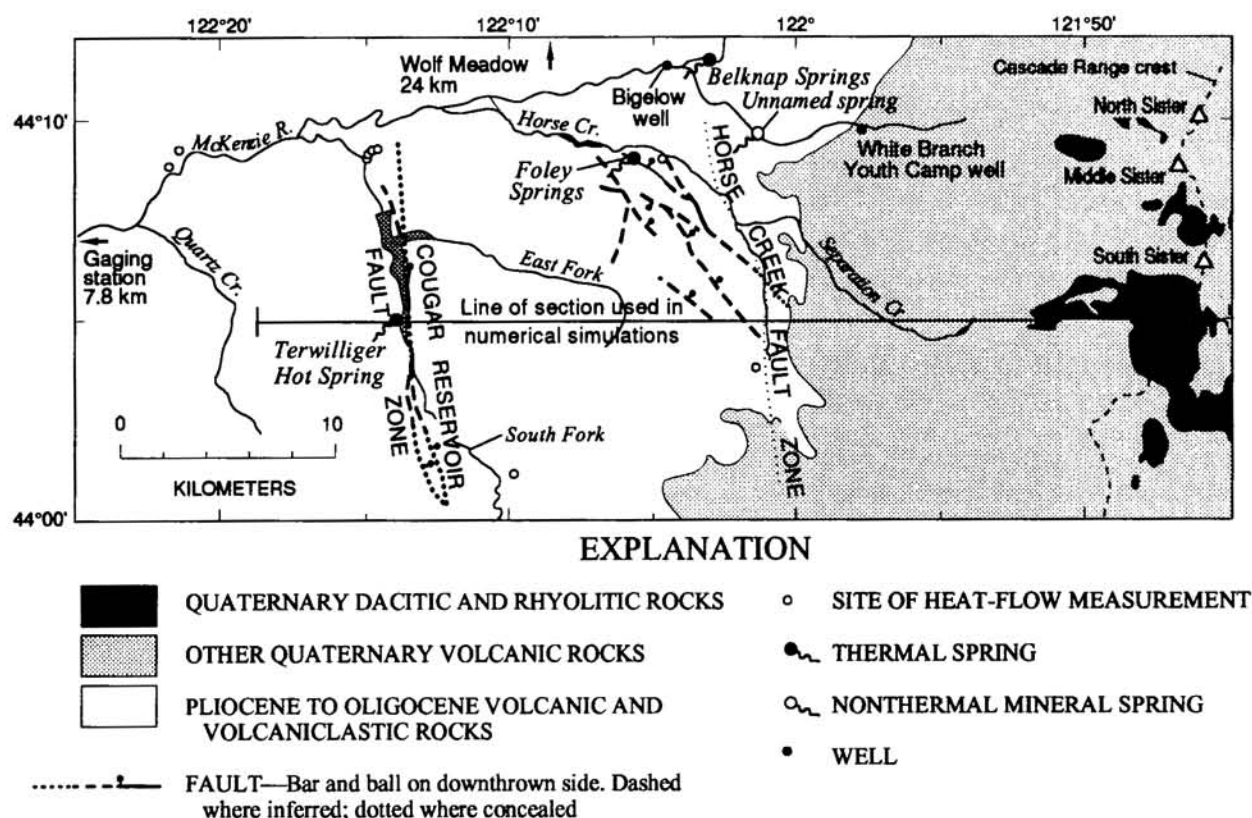 122°20'
122°10'
122°
121°50'
44°10'
44°00'
Wolf Meadow
24 km
Bigelow
well
Belknap Springs
Unnamed spring
Cascade Range crest
North Sister
Middle Sister
South Sister
White Branch
Youth Camp well
McKenzie R.
Horse Cr.
Foley
Springs
HORSE
CREEK
FAULT
ZONE
Separation Cr.
Gaging
station
7.8 km
Quartz Cr.
FAULT
ZONE
COUGAR
RESERVOIR
East Fork
Line of section used in
numerical simulations
Terwilliger
Hot Spring
South Fork
0
10
KILOMETERS
EXPLANATION
QUATERNARY DACITIC AND RHYOLITIC ROCKS
OTHER QUATERNARY VOLCANIC ROCKS
PLIOCENE TO OLIGOCENE VOLCANIC AND
VOLCANICLASTIC ROCKS
FAULT—Bar and ball on downthrown side. Dashed
where inferred; dotted where concealed
SITE OF HEAT-FLOW MEASUREMENT
THERMAL SPRING
NONTHERMAL MINERAL SPRING
WELL